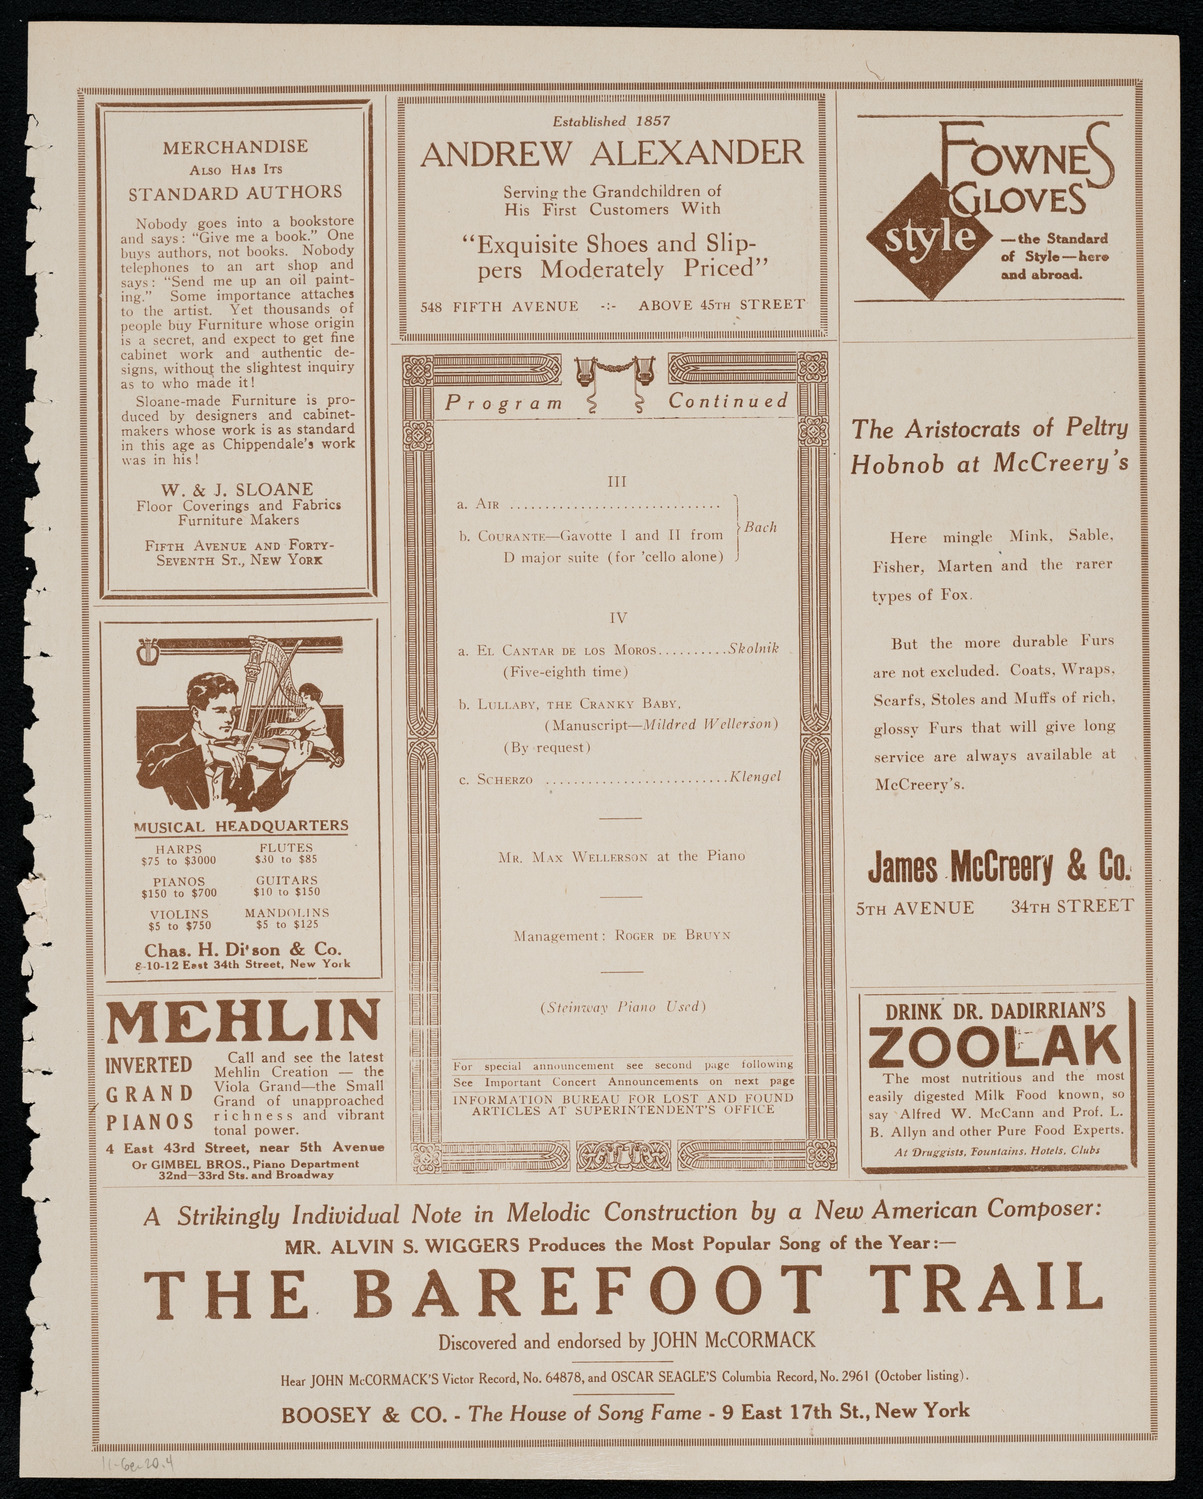 MERCHANDISE
ALSO HAS ITS
STANDARD AUTHORS
Nobody goes into a bookstore
and says: “Give me a book.” One
buys authors, not books. Nobody
telephones to an art shop and
says: “Send me up an oil paint-
ing.” Some importance attaches
to the artist. Yet thousands of
people buy Furniture whose origin
is a secret, and expect to get fine
cabinet work and authentic de-
signs, without the slightest inquiry
as to who made it!
Sloane-made Furniture is pro-
duced by designers and cabinet-
makers whose work is as standard
in this age as Chippendale's work
was in his!
W. & J. SLOANE
Floor Coverings and Fabrics
Furniture Makers
FIFTH AVENUE AND FORTY-
SEVENTH ST., NEW YORK
MUSICAL HEADQUARTERS
HARPS FLUTES
$75 to $3000 $30 to $85
PIANOS GUITARS
$150 to $700 $10 to $150
VIOLINS MANDOLINS
$5 to $750 $5 to $125
Chas. H. Di'son & Co.
8-10-12 East 34th Street, New York
MEHLIN
INVERTED
GRAND
PIANOS
Call and see the latest
Mehlin Creation — the
Viola Grand—the Small
Grand of unapproached
richness and vibrant
tonal power.
4 East 43rd Street, near 5th Avenue
Or GIMBEL BROS., Piano Department
32nd—33rd Sts. and Broadway
Established 1857
ANDREW ALEXANDER
Serving the Grandchildren of
His First Customers With
“Exquisite Shoes and Slip-
pers Moderately Priced”
548 FIFTH AVENUE -:- ABOVE 45TH STREET
Program Continued
III
a. AIR ..............................
b. COURANTE—Gavotte I and II from
D major suite (for 'cello alone)
Bach
IV
a. EL CANTAR DE LOS MOROS..........Skolnik
(Five-eighth time)
b. LULLABY, THE CRANKY BABY,
(Manuscript—Mildred Wellerson)
(By request)
c. SCHERZO ..........................Klengel
MR. MAX WELLERSON at the Piano
Management: ROGER DE BRUYN
(Steinway Piano Used)
For special announcement see second page following
See Important Concert Announcements on next page
INFORMATION BUREAU FOR LOST AND FOUND
ARTICLES AT SUPERINTENDENT'S OFFICE
FOWNES
GLOVES
style
—the Standard
of Style—here
and abroad.
The Aristocrats of Peltry
Hobnob at McCreery's
Here mingle Mink, Sable,
Fisher, Marten and the rarer
types of Fox.
But the more durable Furs
are not excluded. Coats, Wraps,
Scarfs, Stoles and Muffs of rich,
glossy Furs that will give long
service are always available at
McCreery's.
James McCreery & Co.
5TH AVENUE 34TH STREET
DRINK DR. DADIRRIAN'S
ZOOLAK
The most nutritious and the most
easily digested Milk Food known, so
say Alfred W. McCann and Prof. L.
B. Allyn and other Pure Food Experts.
At Druggists, Fountains, Hotels, Clubs
A Strikingly Individual Note in Melodic Construction by a New American Composer:
MR. ALVIN S. WIGGERS Produces the Most Popular Song of the Year:—
THE BAREFOOT TRAIL
Discovered and endorsed by JOHN McCORMACK
Hear JOHN McCORMACK'S Victor Record, No. 64878, and OSCAR SEAGLE'S Columbia Record, No. 2961 (October listing).
BOOSEY & CO. - The House of Song Fame - 9 East 17th St., New York